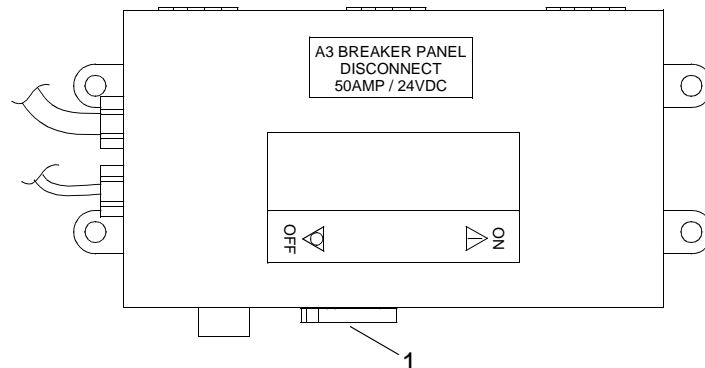 A3 BREAKER PANEL
DISCONNECT
50AMP / 24VDC
OFF
ON
1